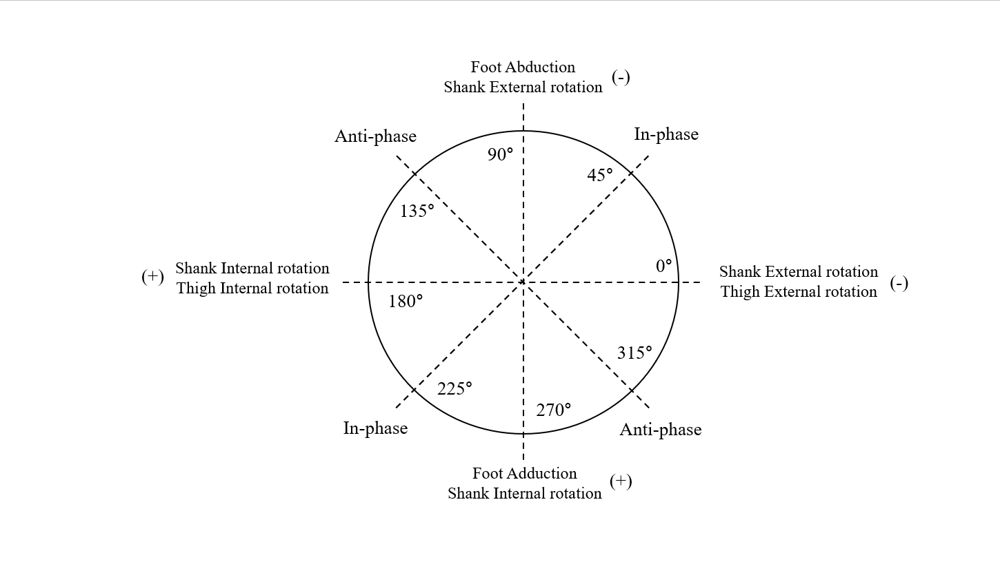 Foot Abduction
Shank External rotation
(-)
Anti-phase
In-phase
90°
45°
135°
0°
(+)
Shank Internal rotation
Thigh Internal rotation
Shank External rotation
Thigh External rotation
(-)
180°
315°
225°
270°
In-phase
Anti-phase
Foot Adduction
Shank Internal rotation
(+)